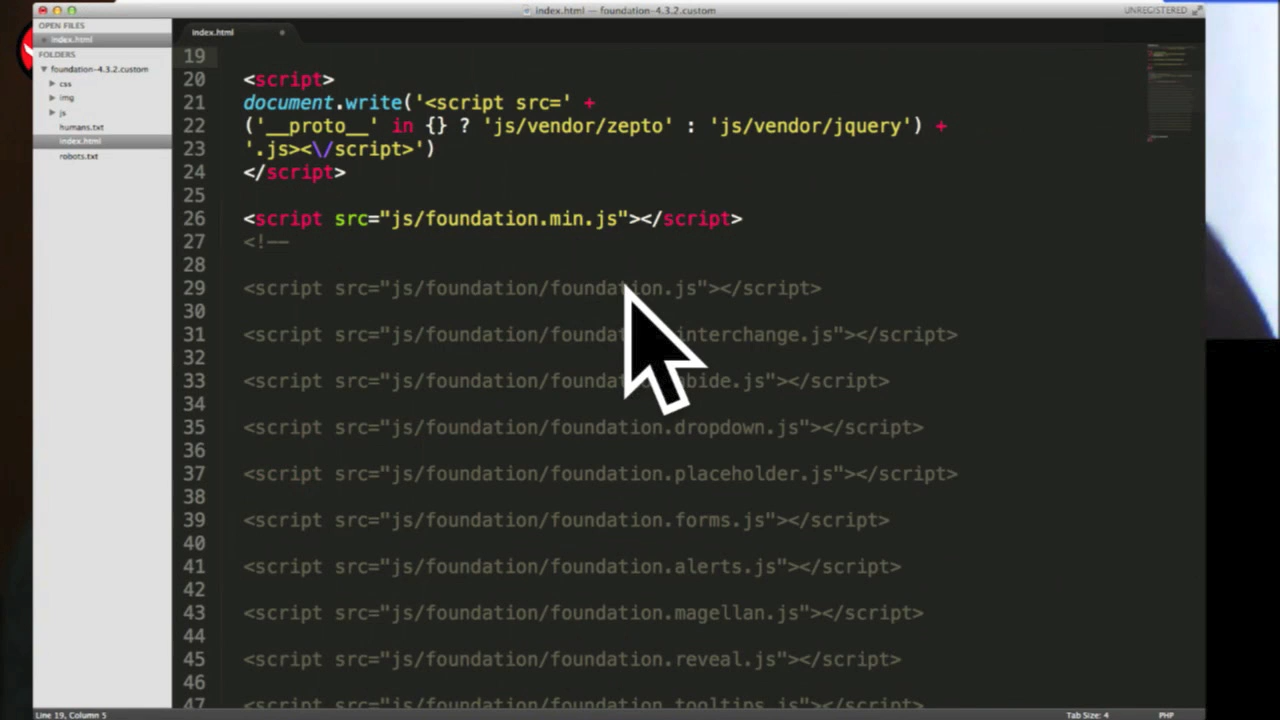 index.html — foundation-4.3.2.custom
UNREGISTERED
OPEN FILES
index.html
FOLDERS
foundation-4.3.2.custom
css
img
js
humans.txt
index.html
robots.txt
index.html
19
20 <script>
21 document.write('<script src=' +
22 ('__proto__' in {} ? 'js/vendor/zepto' : 'js/vendor/jquery') +
23 '.js><\/script>')
24 </script>
25
26 <script src="js/foundation.min.js"></script>
27 <!--
28
29 <script src="js/foundation/foundation.js"></script>
30
31 <script src="js/foundation/foundat interchange.js"></script>
32
33 <script src="js/foundation/foundat bide.js"></script>
34
35 <script src="js/foundation/foundation.dropdown.js"></script>
36
37 <script src="js/foundation/foundation.placeholder.js"></script>
38
39 <script src="js/foundation/foundation.forms.js"></script>
40
41 <script src="js/foundation/foundation.alerts.js"></script>
42
43 <script src="js/foundation/foundation.magellan.js"></script>
44
45 <script src="js/foundation/foundation.reveal.js"></script>
46
47 <script src="js/foundation/foundation.tooltips.js"></script>
Line 19, Column 5
Tab Size: 4
PHP